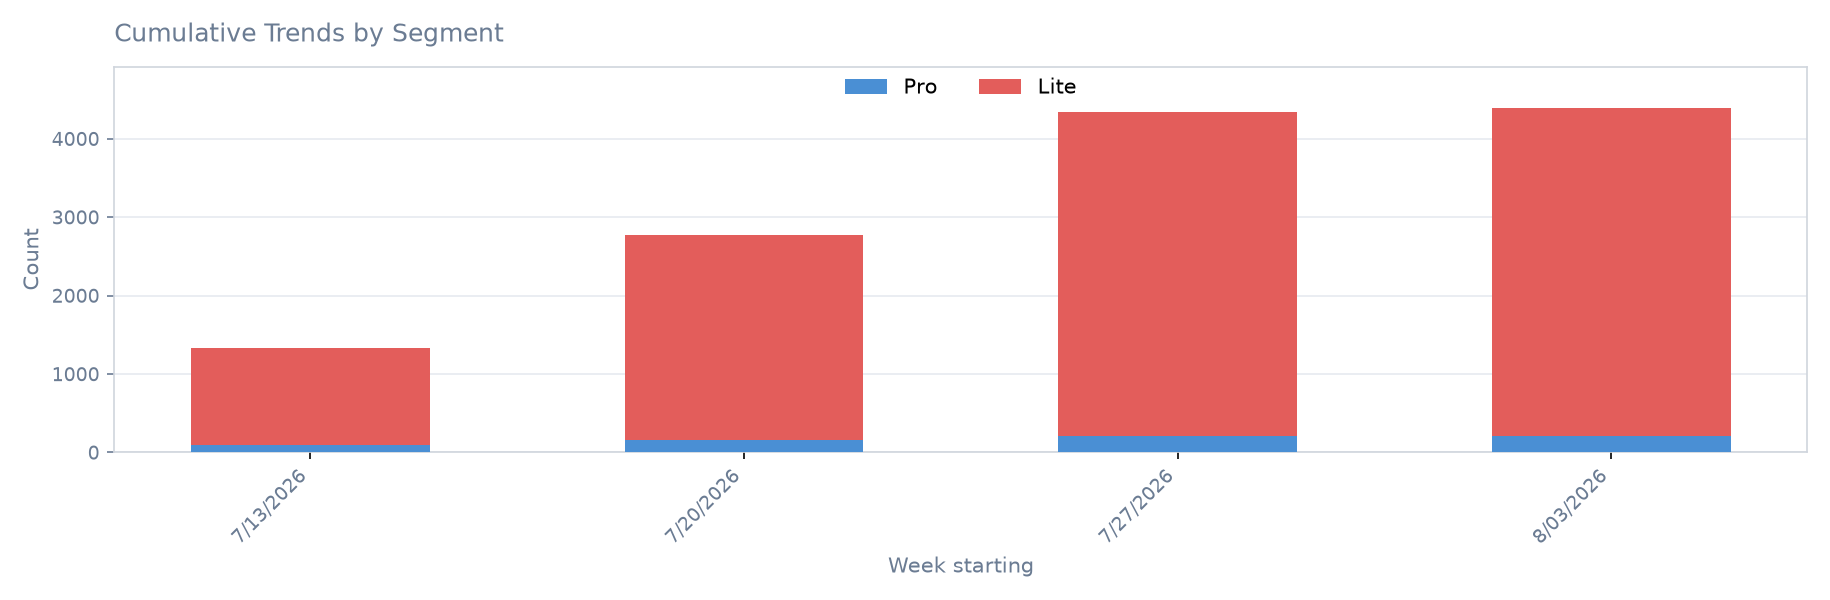 Cumulative Trends by Segment
Pro
Lite
4000
3000
2000
1000
0
Count
7/13/2026
7/20/2026
7/27/2026
8/03/2026
Week starting